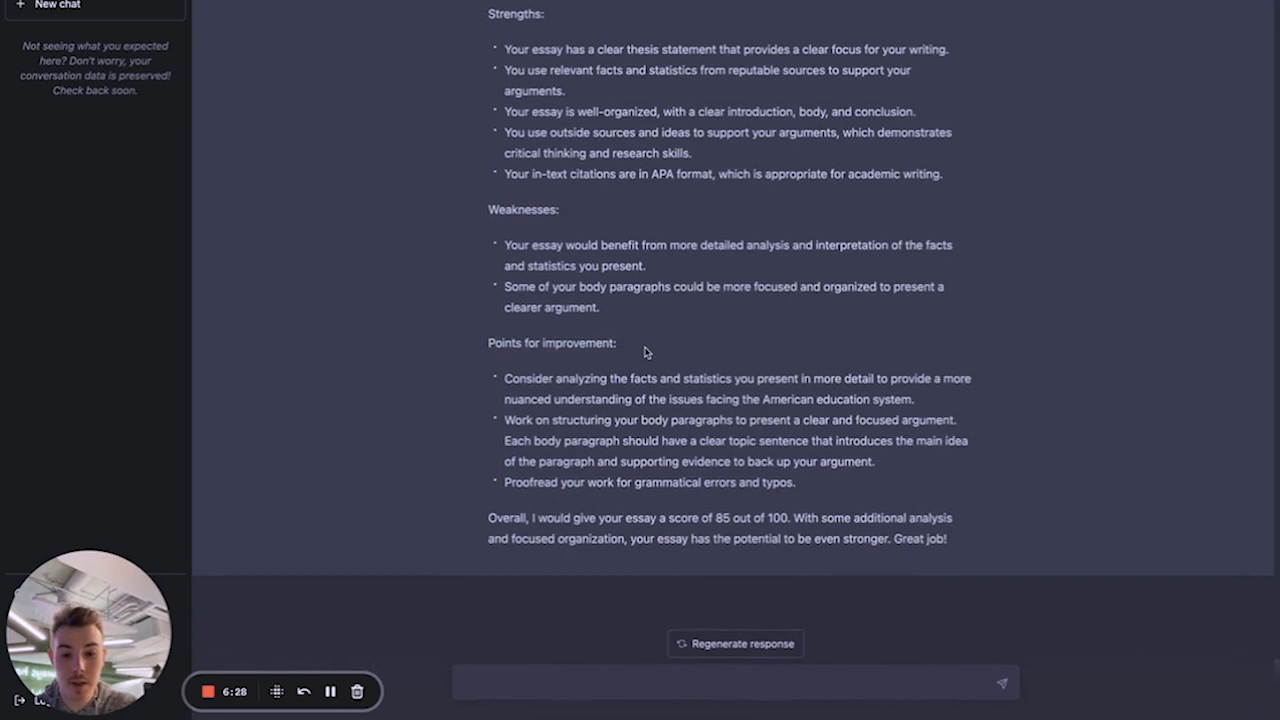 + New chat
Not seeing what you expected
here? Don't worry, your
conversation data is preserved!
Check back soon.
Strengths:
· Your essay has a clear thesis statement that provides a clear focus for your writing.
· You use relevant facts and statistics from reputable sources to support your
arguments.
· Your essay is well-organized, with a clear introduction, body, and conclusion.
· You use outside sources and ideas to support your arguments, which demonstrates
critical thinking and research skills.
· Your in-text citations are in APA format, which is appropriate for academic writing.
Weaknesses:
· Your essay would benefit from more detailed analysis and interpretation of the facts
and statistics you present.
· Some of your body paragraphs could be more focused and organized to present a
clearer argument.
Points for improvement:
· Consider analyzing the facts and statistics you present in more detail to provide a more
nuanced understanding of the issues facing the American education system.
· Work on structuring your body paragraphs to present a clear and focused argument.
Each body paragraph should have a clear topic sentence that introduces the main idea
of the paragraph and supporting evidence to back up your argument.
· Proofread your work for grammatical errors and typos.
Overall, I would give your essay a score of 85 out of 100. With some additional analysis
and focused organization, your essay has the potential to be even stronger. Great job!
Regenerate response
6:28